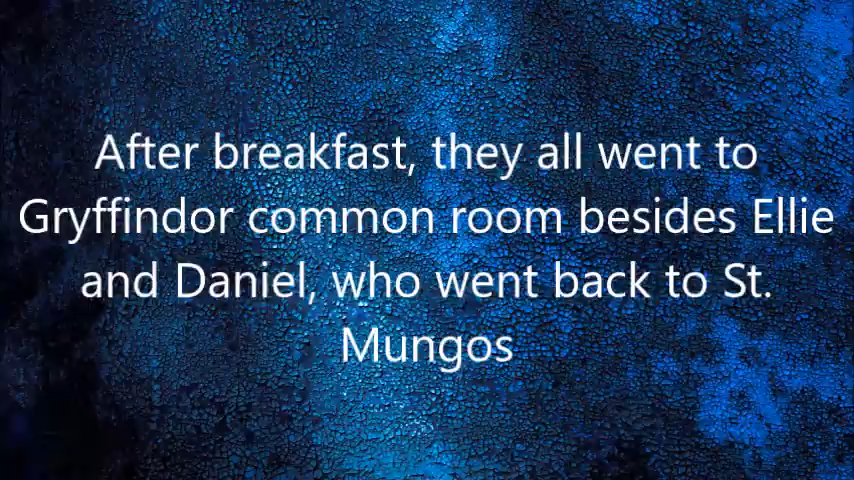 After breakfast, they all went to
Gryffindor common room besides Ellie
and Daniel, who went back to St.
Mungos